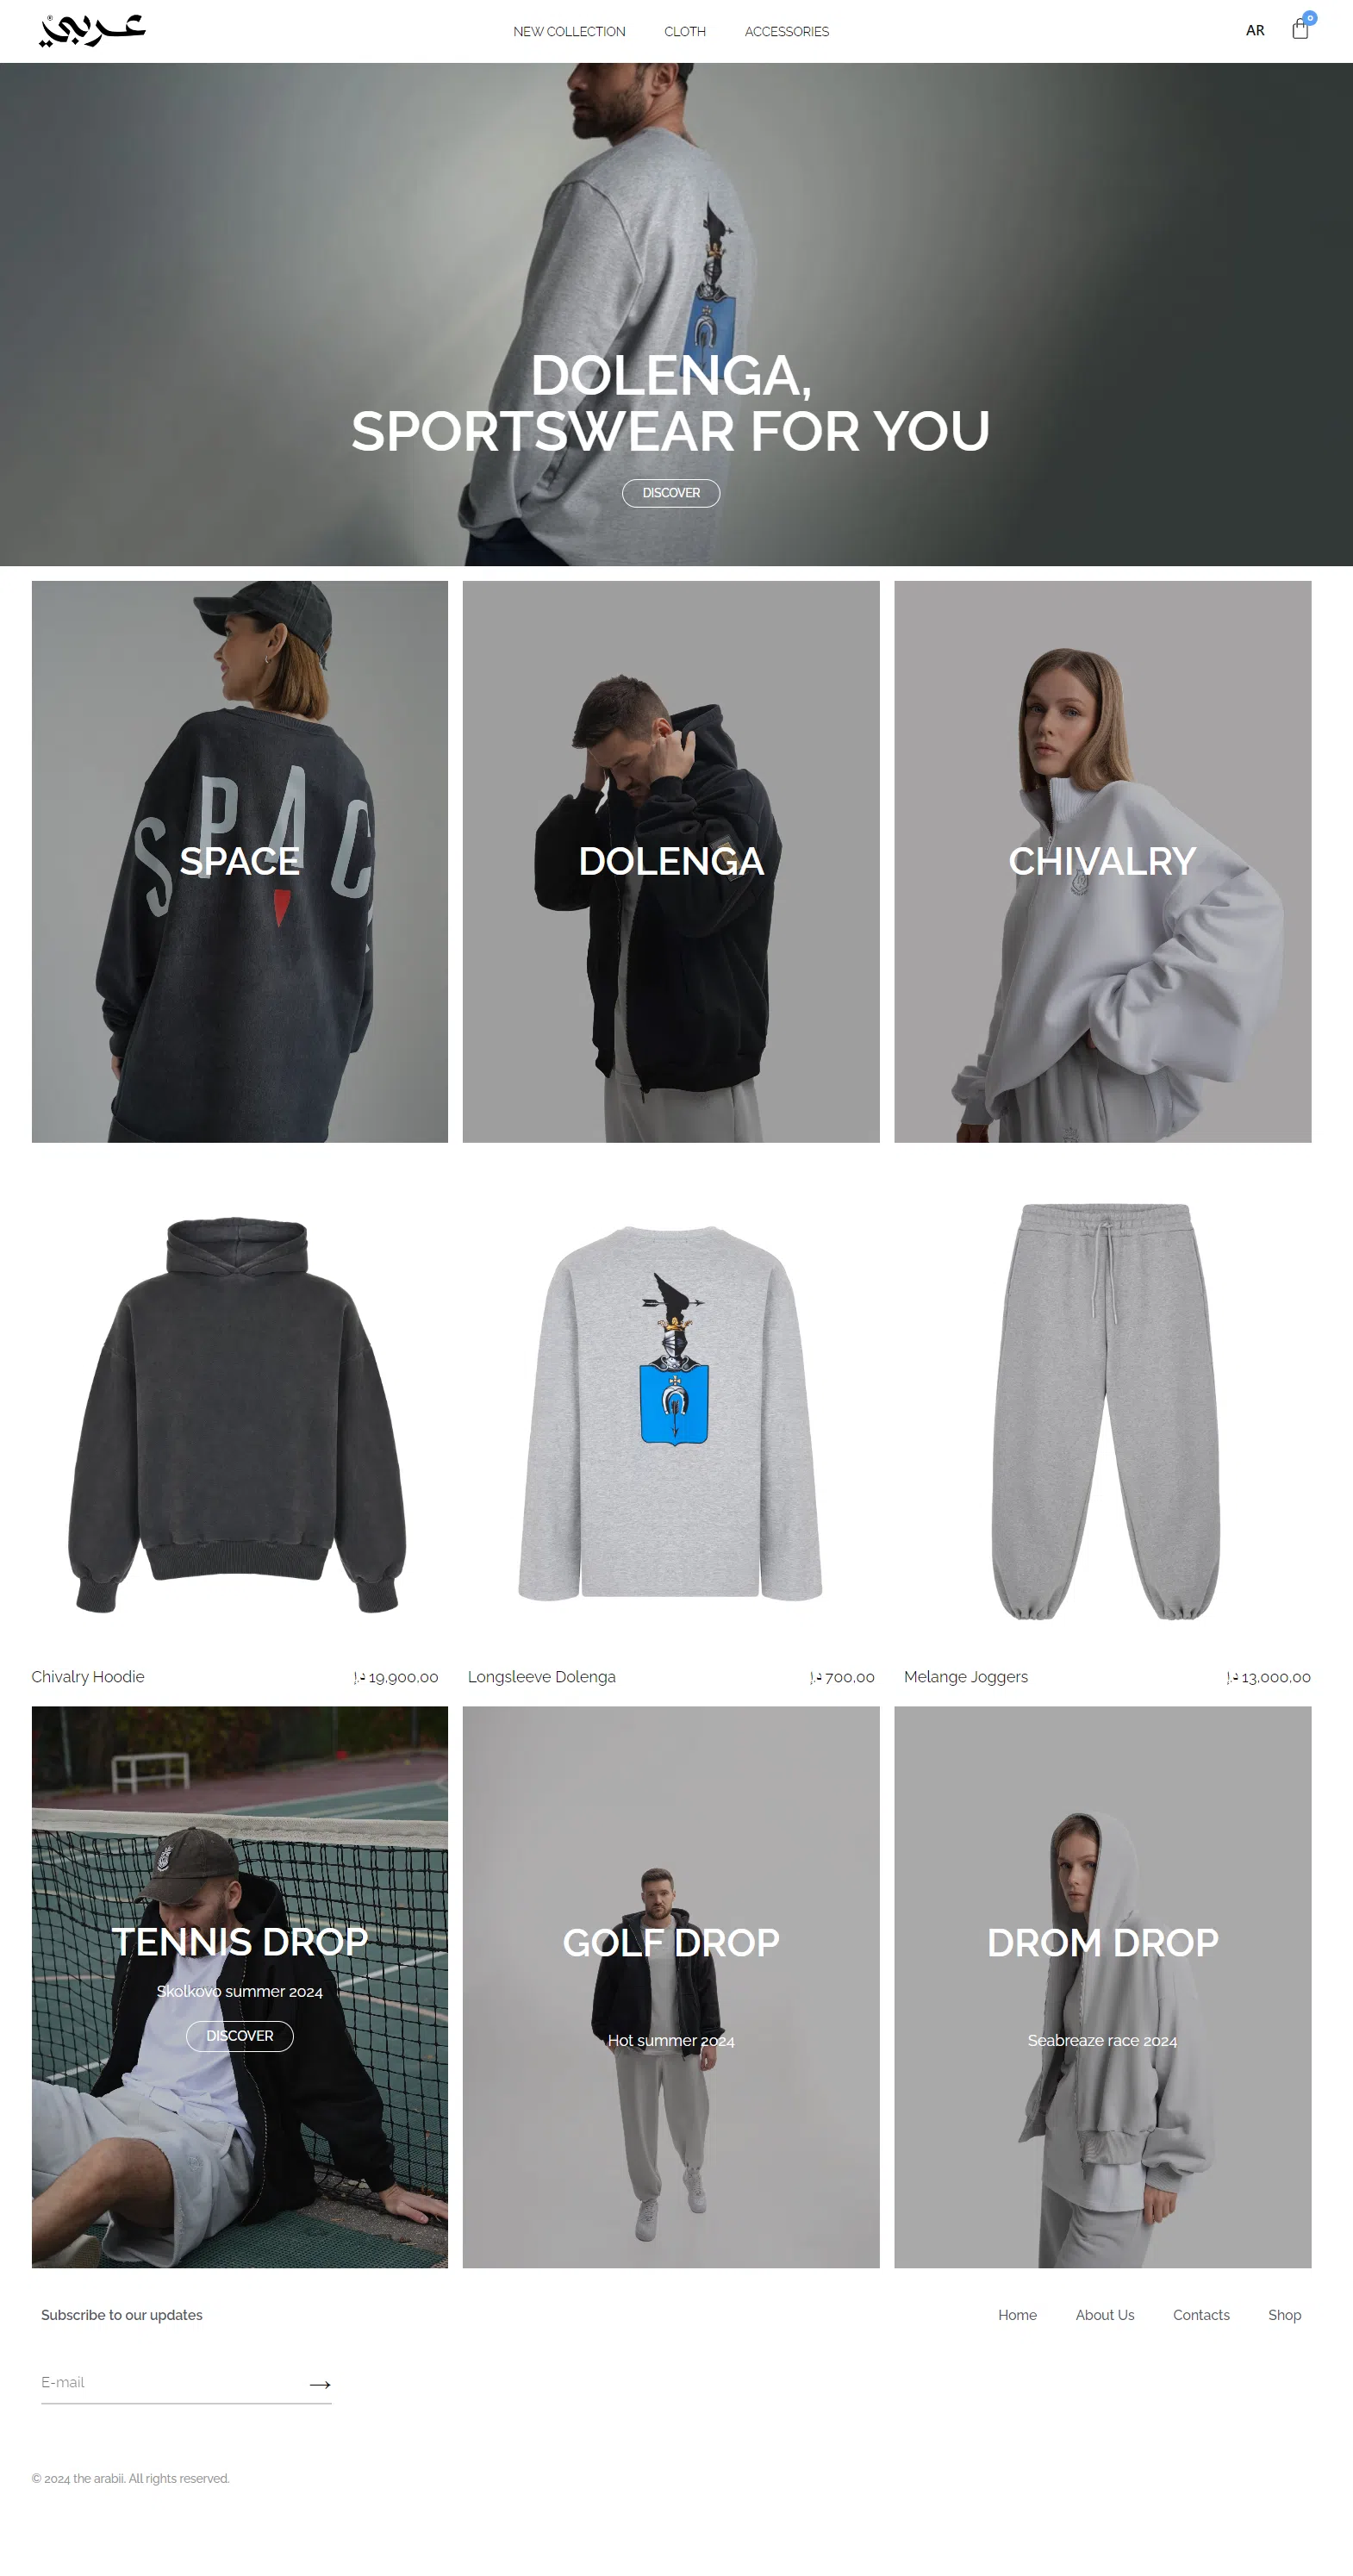 عربي
®
NEW COLLECTION
CLOTH
ACCESSORIES
AR
0
DOLENGA,
SPORTSWEAR FOR YOU
DISCOVER
SPAC
SPACE
DOLENGA
CHIVALRY
Chivalry Hoodie
د.إ 19,900.00
Longsleeve Dolenga
د.إ 700.00
Melange Joggers
د.إ 13,000.00
TENNIS DROP
Skolkovo summer 2024
DISCOVER
GOLF DROP
Hot summer 2024
DROM DROP
Seabreaze race 2024
Subscribe to our updates
Home
About Us
Contacts
Shop
E-mail
© 2024 the arabii. All rights reserved.